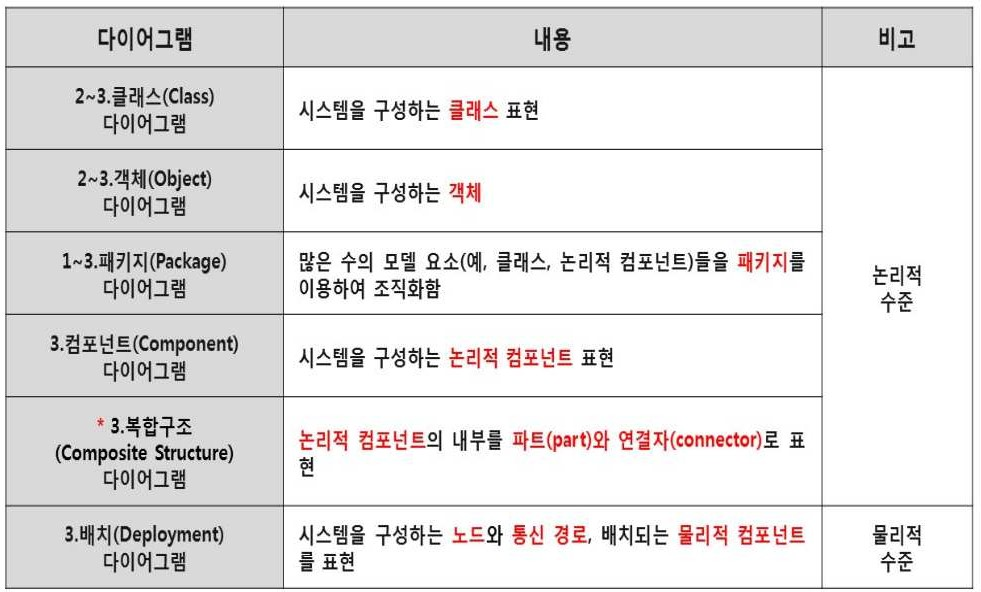 다이어그램 내용 비고
2~3.클래스(Class)
다이어그램
시스템을 구성하는 클래스 표현
2~3.객체(Object)
다이어그램
시스템을 구성하는 객체
1~3.패키지(Package)
다이어그램
많은 수의 모델 요소(예, 클래스, 논리적 컴포넌트)들을 패키지를
이용하여 조직화함
논리적
수준
3.컴포넌트(Component)
다이어그램
시스템을 구성하는 논리적 컴포넌트 표현
* 3.복합구조
(Composite Structure)
다이어그램
논리적 컴포넌트의 내부를 파트(part)와 연결자(connector)로 표
현
3.배치(Deployment)
다이어그램
시스템을 구성하는 노드와 통신 경로, 배치되는 물리적 컴포넌트
를 표현
물리적
수준